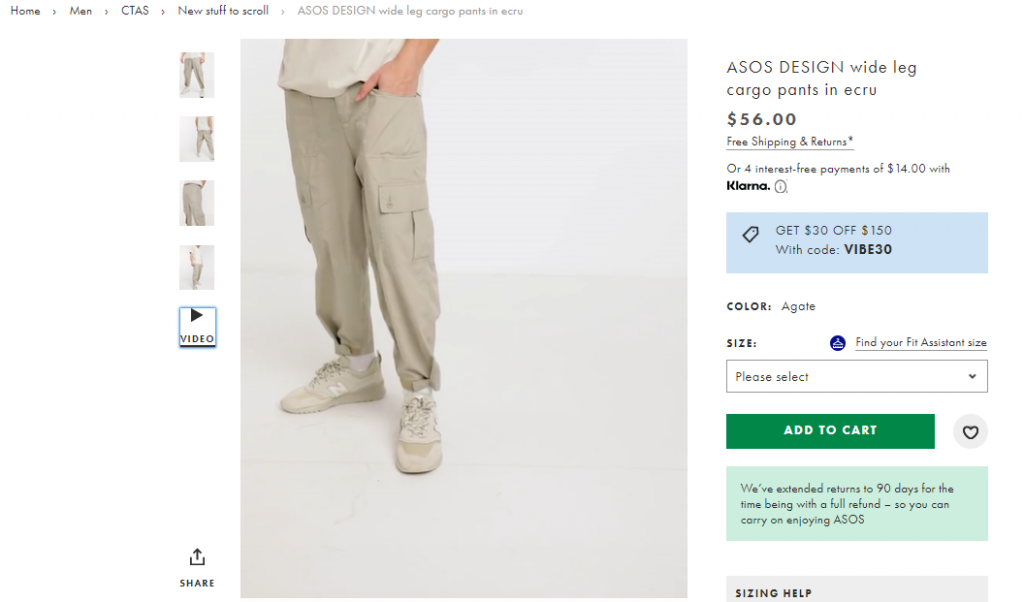 Home › Men › CTAS › New stuff to scroll › ASOS DESIGN wide leg cargo pants in ecru
VIDEO
SHARE
ASOS DESIGN wide leg
cargo pants in ecru
$56.00
Free Shipping & Returns*
Or 4 interest-free payments of $14.00 with
Klarna. i
GET $30 OFF $150
With code: VIBE30
COLOR: Agate
SIZE: Find your Fit Assistant size
Please select
ADD TO CART
We've extended returns to 90 days for the
time being with a full refund – so you can
carry on enjoying ASOS
SIZING HELP